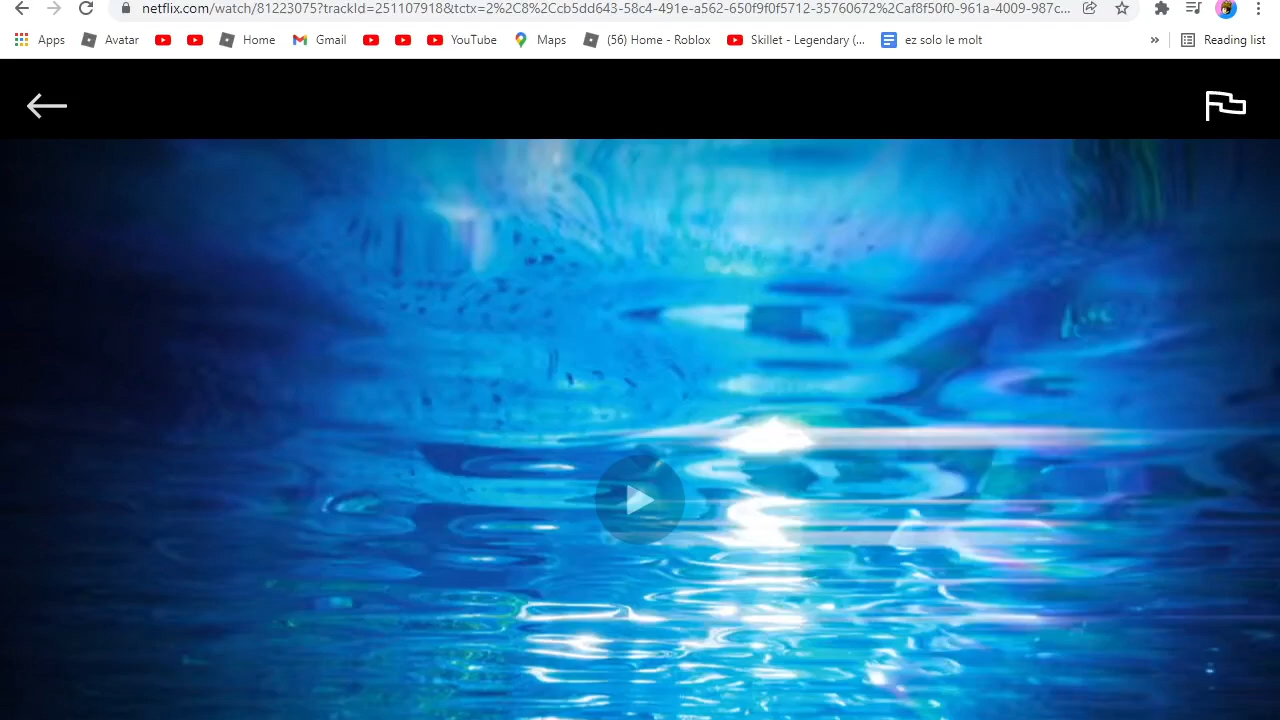 netflix.com/watch/81223075?trackId=251107918&tctx=2%2C8%2Ccb5dd643-58c4-491e-a562-65f9f0f5712-35760672%2Caf8f50f0-961a-4009-987c...
Apps Avatar Home Gmail YouTube Maps (56) Home - Roblox Skillet - Legendary (... ez solo le molt » Reading list